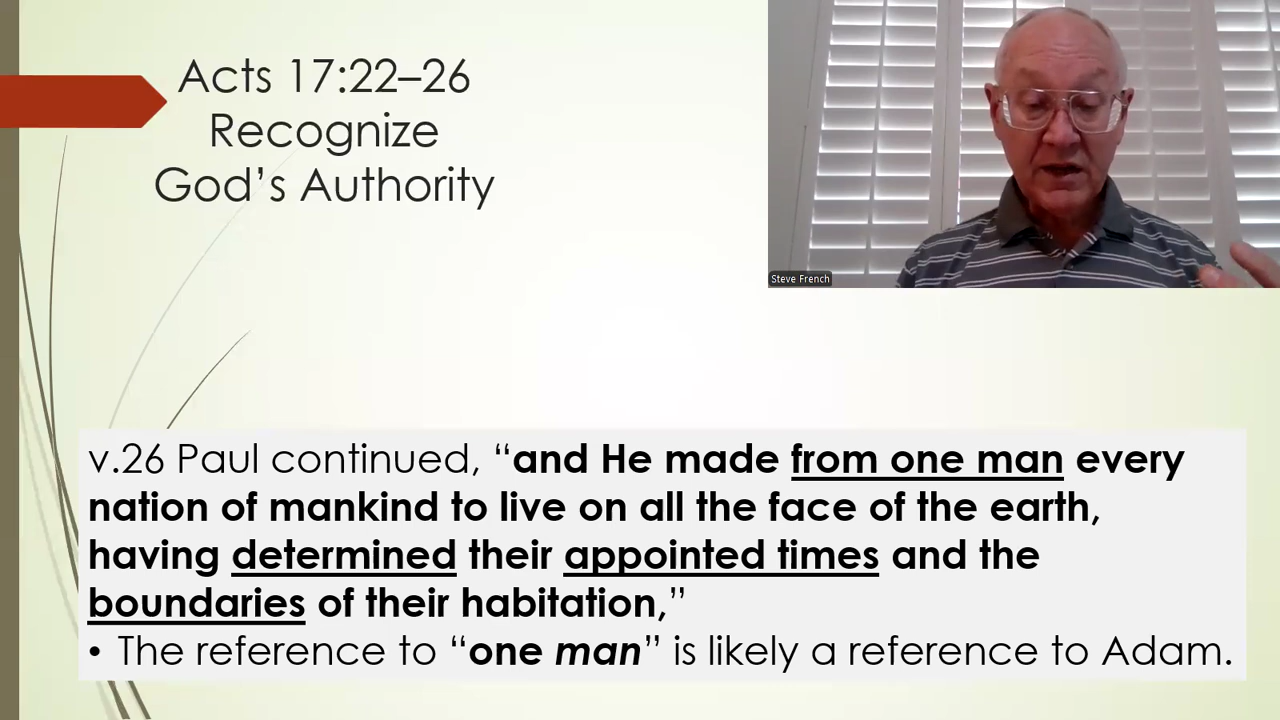 Acts 17:22–26
Recognize
God’s Authority
Steve French
v.26 Paul continued, “and He made from one man every
nation of mankind to live on all the face of the earth,
having determined their appointed times and the
boundaries of their habitation,”
• The reference to “one man” is likely a reference to Adam.